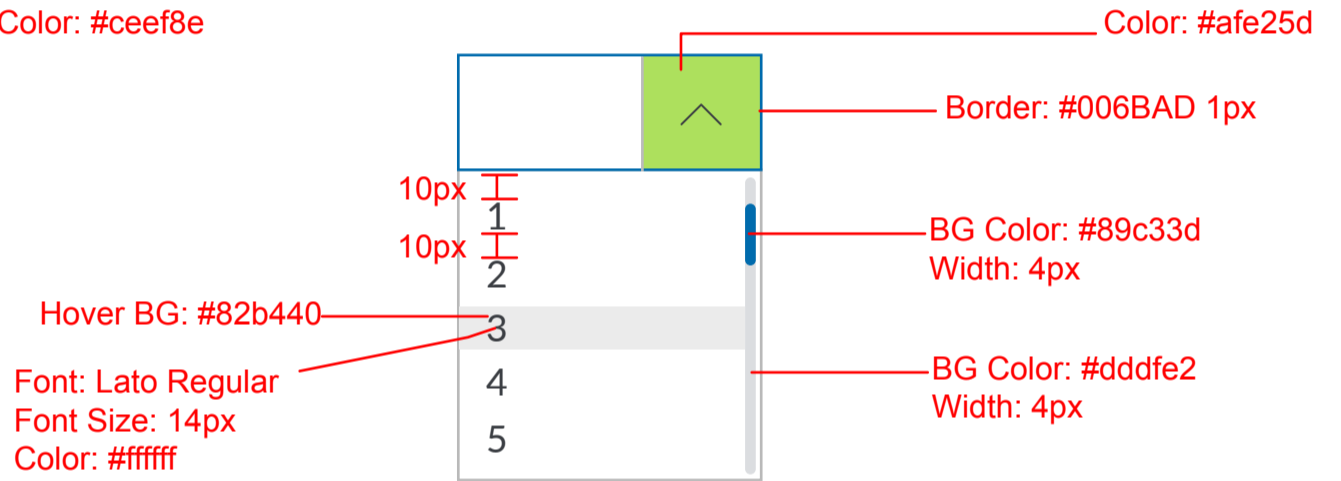 Color: #ceef8e
Color: #afe25d
Border: #006BAD 1px
10px
1
10px
2
BG Color: #89c33d
Width: 4px
Hover BG: #82b440
3
Font: Lato Regular
Font Size: 14px
Color: #ffffff
4
BG Color: #dddfe2
Width: 4px
5